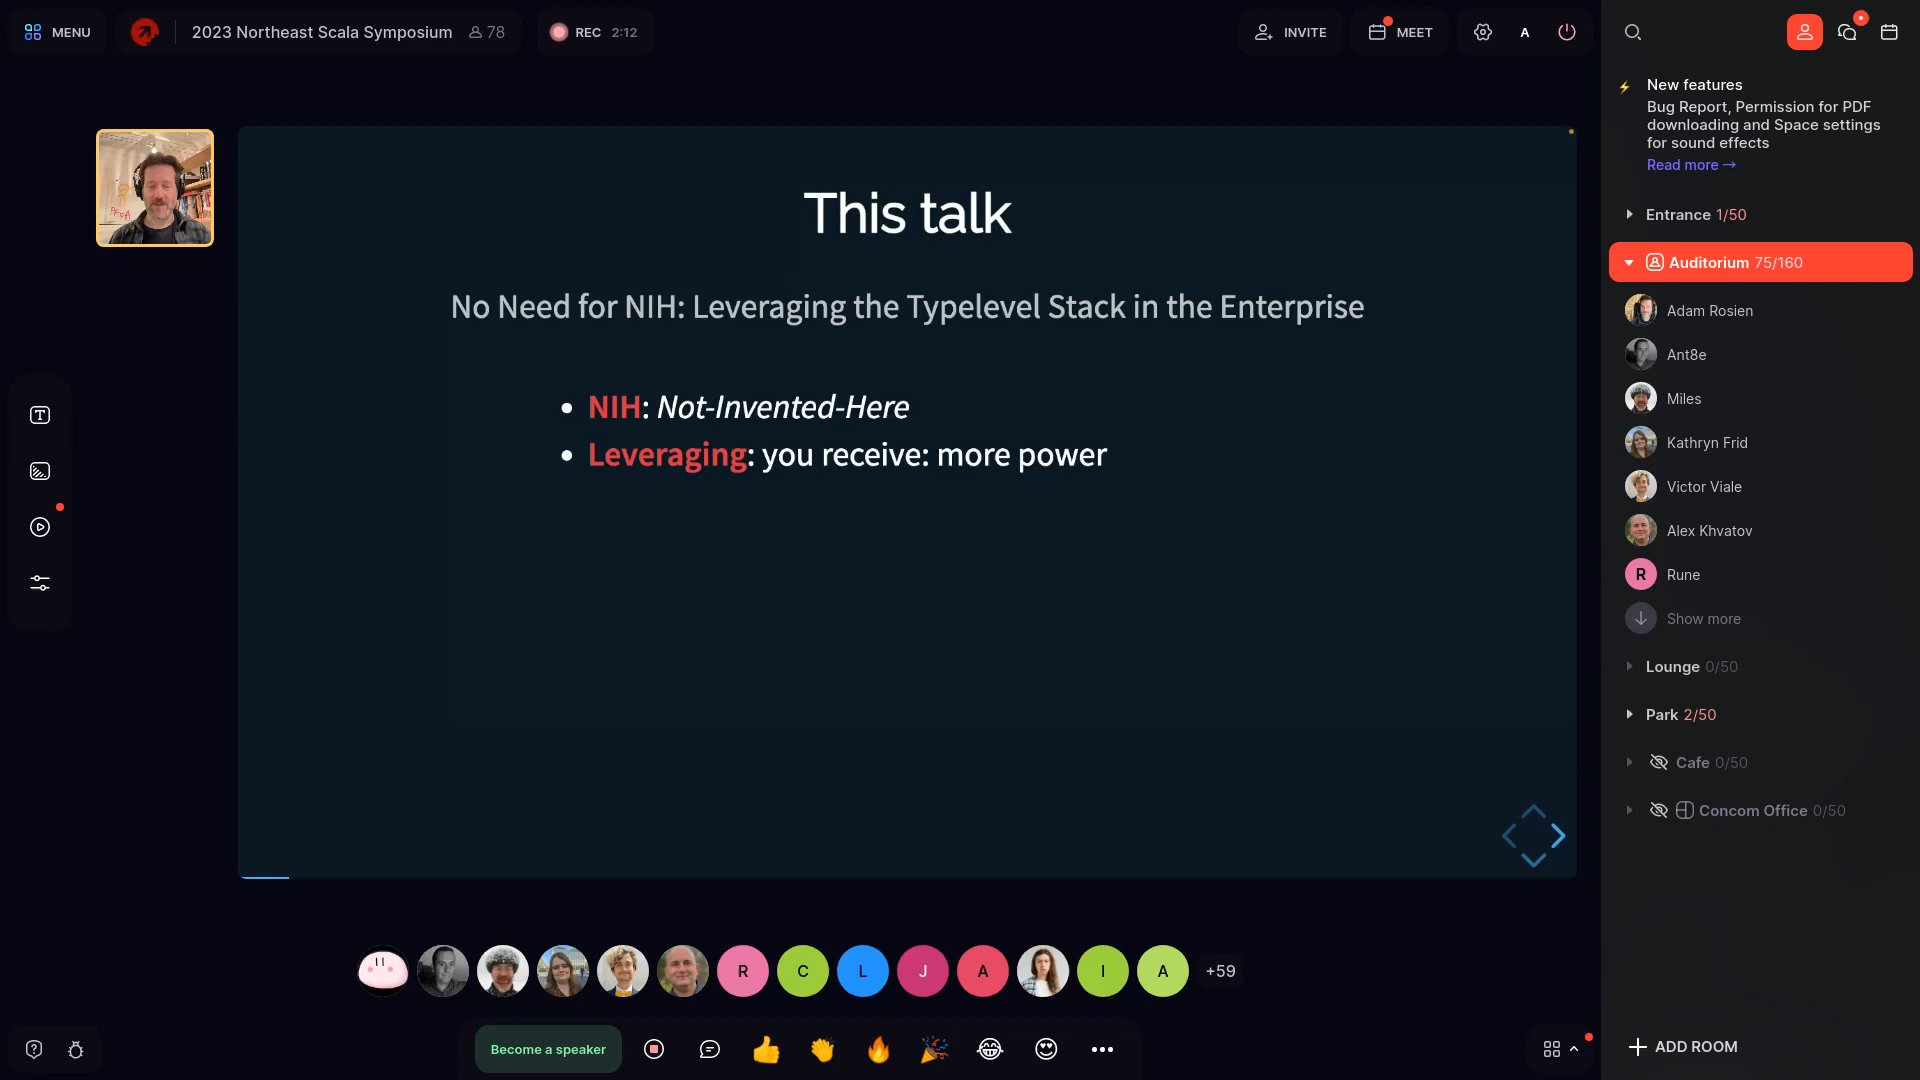 MENU
2023 Northeast Scala Symposium 78
REC 2:12
INVITE
MEET
A
New features
Bug Report, Permission for PDF
downloading and Space settings
for sound effects
Read more →
This talk
No Need for NIH: Leveraging the Typelevel Stack in the Enterprise
• NIH: Not-Invented-Here
• Leveraging: you receive: more power
Entrance 1/50
Auditorium 75/160
Adam Rosien
Ant8e
Miles
Kathryn Frid
Victor Viale
Alex Khvatov
R Rune
Show more
Lounge 0/50
Park 2/50
Cafe 0/50
Concom Office 0/50
R C L J A I A +59
Become a speaker
ADD ROOM